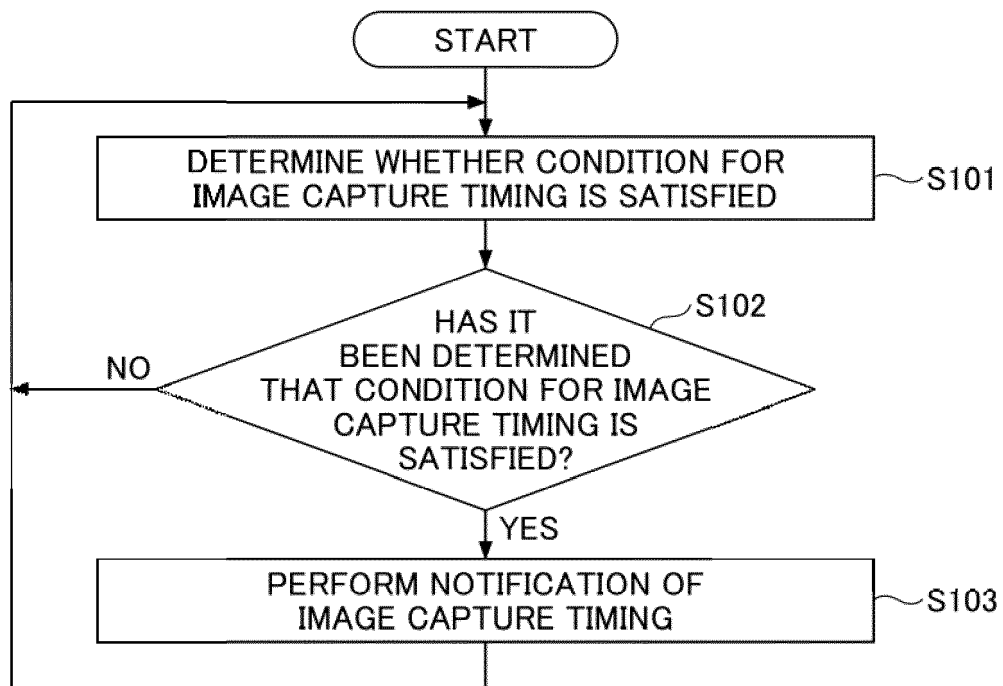 START
DETERMINE WHETHER CONDITION FOR
IMAGE CAPTURE TIMING IS SATISFIED
S101
S102
HAS IT
BEEN DETERMINED
THAT CONDITION FOR IMAGE
CAPTURE TIMING IS
SATISFIED?
NO
YES
PERFORM NOTIFICATION OF
IMAGE CAPTURE TIMING
S103